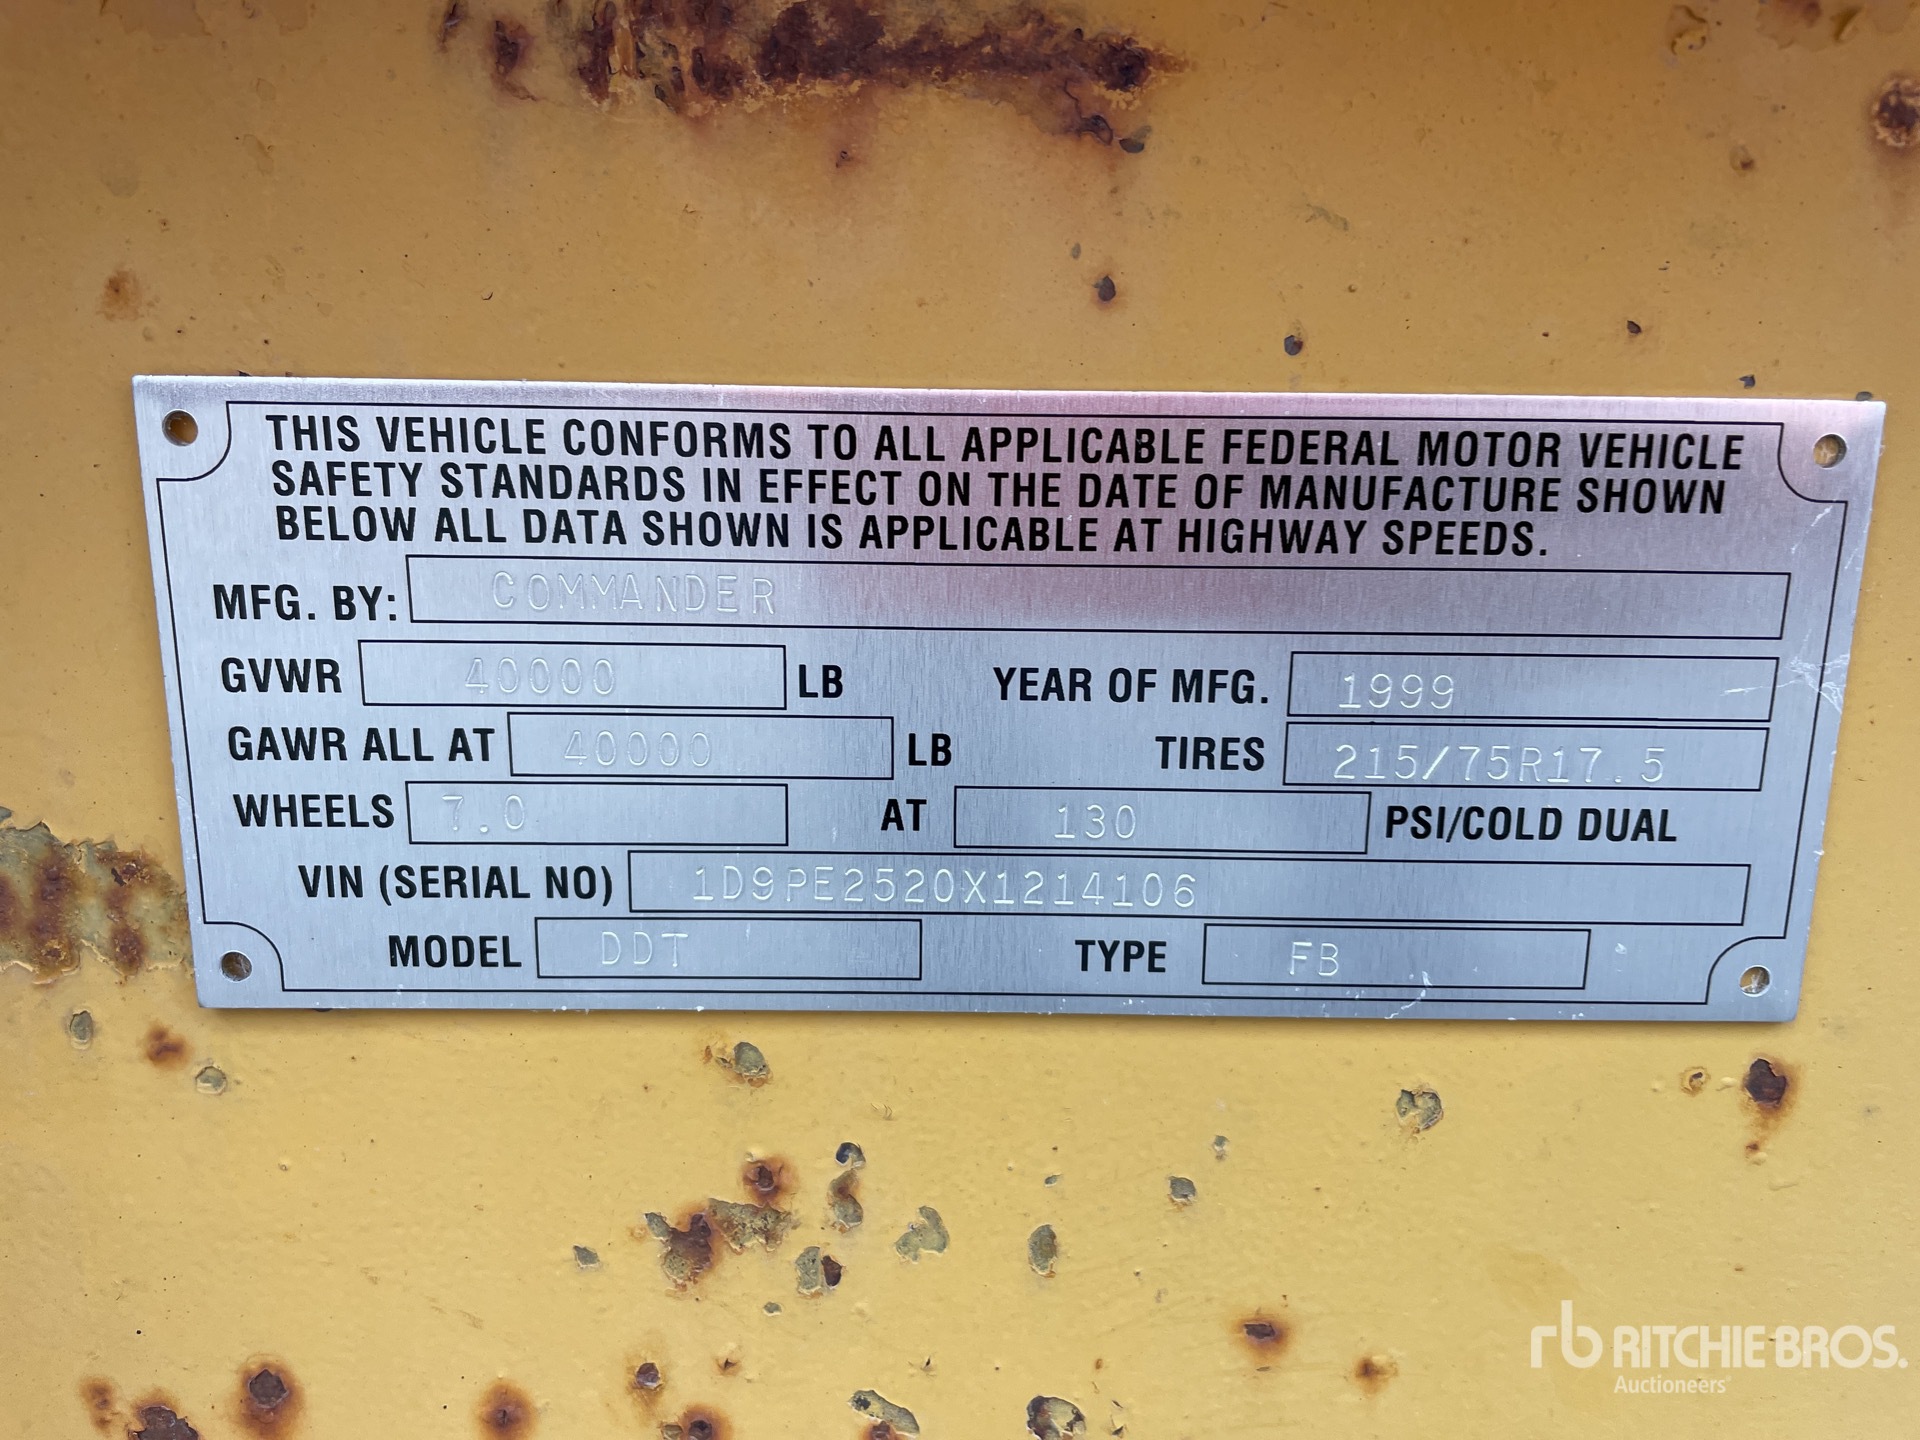 THIS VEHICLE CONFORMS TO ALL APPLICABLE FEDERAL MOTOR VEHICLE
SAFETY STANDARDS IN EFFECT ON THE DATE OF MANUFACTURE SHOWN
BELOW ALL DATA SHOWN IS APPLICABLE AT HIGHWAY SPEEDS.
MFG. BY: COMMANDER
GVWR 40000 LB YEAR OF MFG. 1999
GAWR ALL AT 40000 LB TIRES 215/75R17.5
WHEELS 7.0 AT 130 PSI/COLD DUAL
VIN (SERIAL NO) 1D9PE2520X1214106
MODEL DDT TYPE FB
rb RITCHIE BROS.
Auctioneers